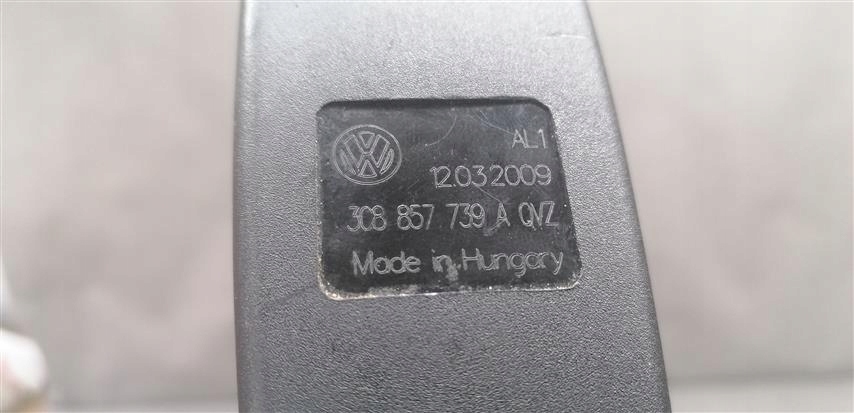 AL1
12.03.2009
3C8 857 739 A QVZ
Made in Hungary